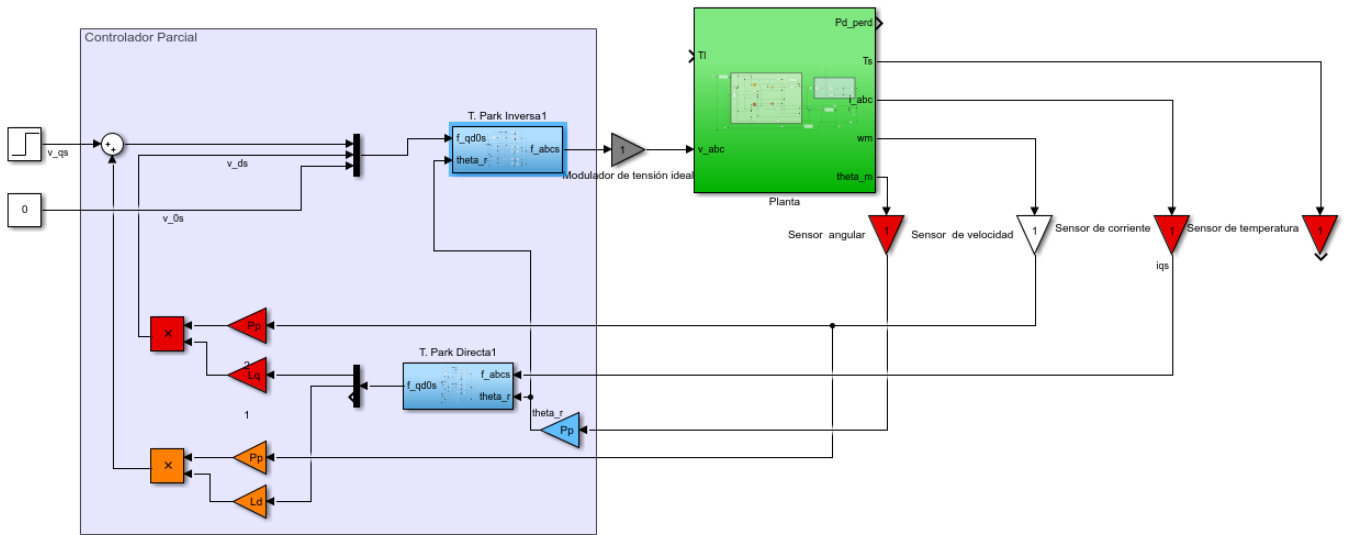 Controlador Parcial
Pd_perd
Tl
Ts
i_abc
T. Park Inversa1
f_qd0s
wm
f_abcs
1
v_abc
v_qs
v_ds
theta_r
Modulador de tensión ideal
theta_m
Planta
0
v_0s
Sensor angular
1
Sensor de velocidad
1
Sensor de corriente
1
Sensor de temperatura
1
iqs
×
Pp
T. Park Directa1
2
Lq
f_qd0s
f_abcs
theta_r
1
theta_r
Pp
Pp
×
Ld